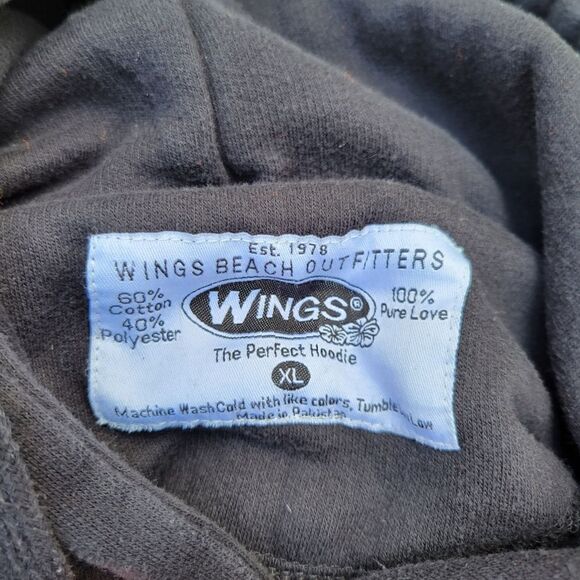 Est. 1978
WINGS BEACH OUTFITTERS
60%
Cotton
40%
Polyester
WINGS®
100%
Pure Love
The Perfect Hoodie
XL
Machine Wash Cold with like colors, Tumble Low
Made in Pakistan